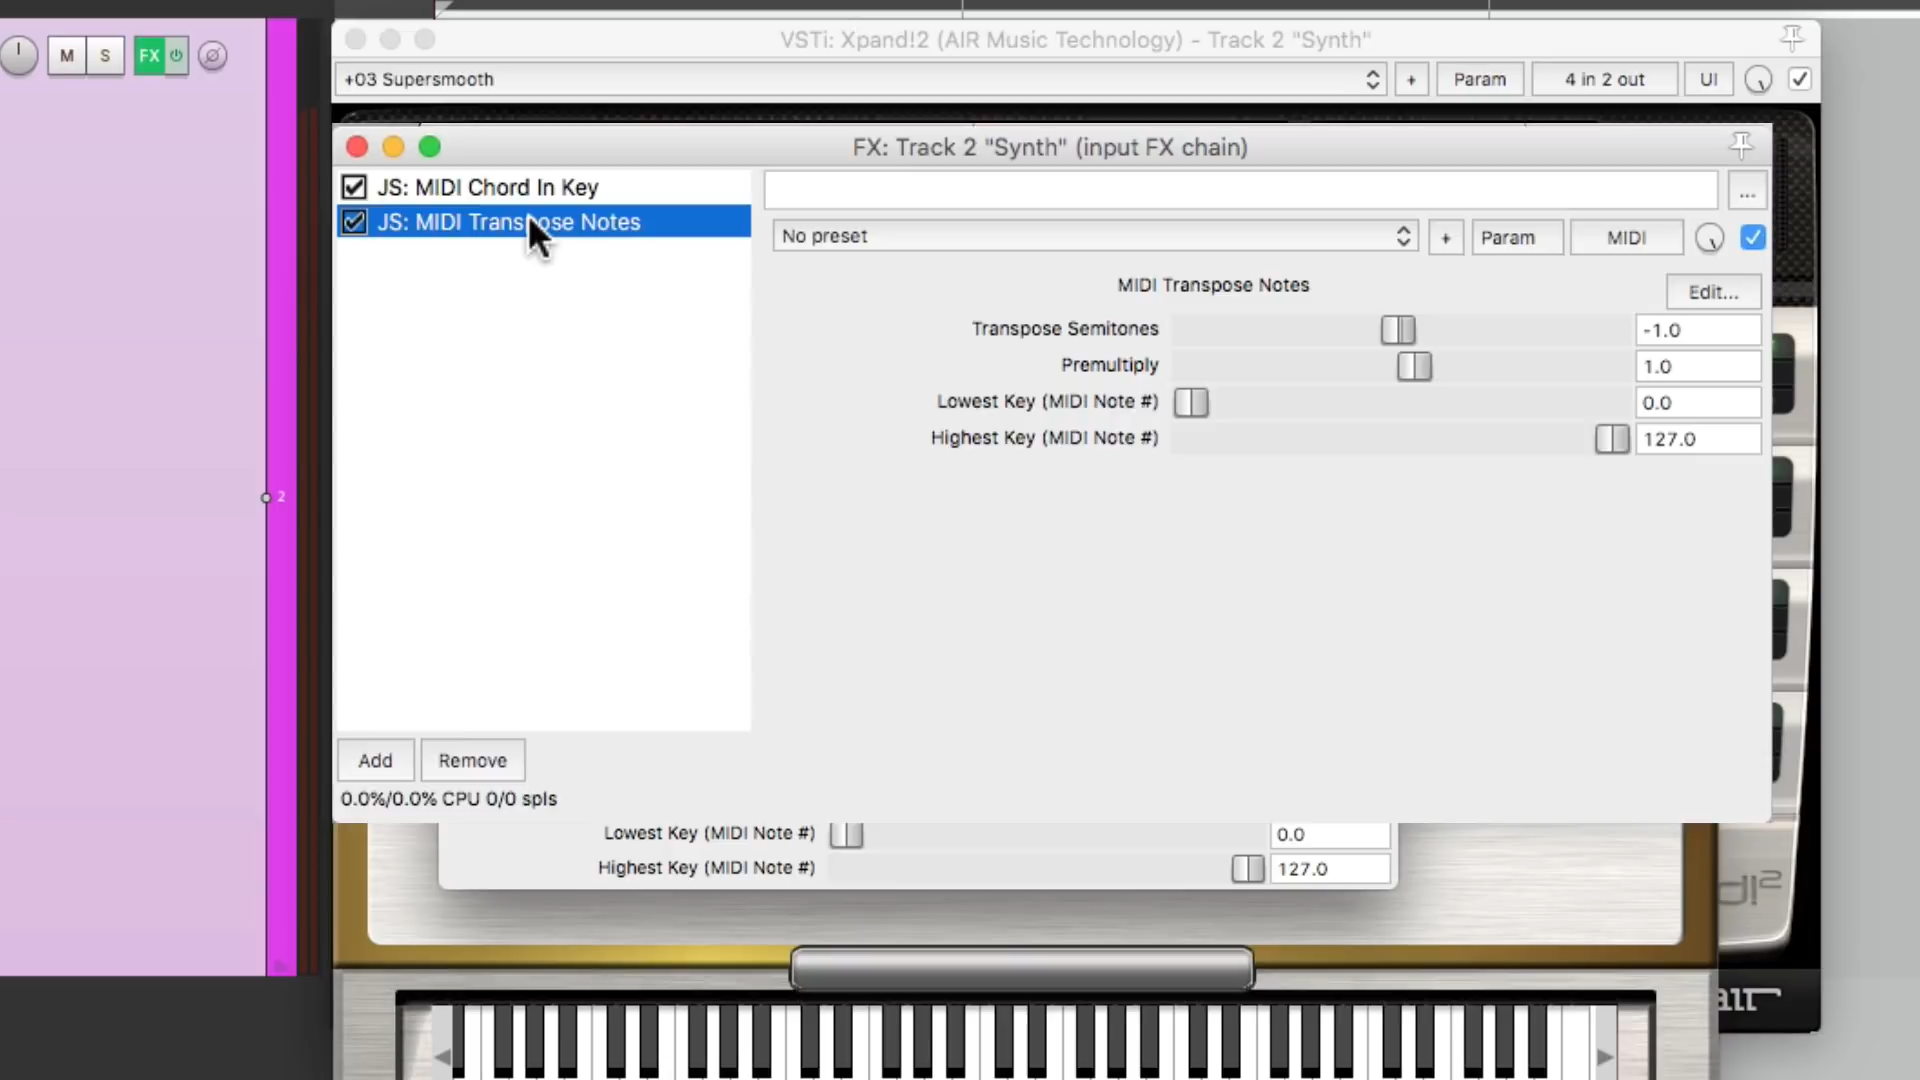 M S FX
VSTi: Xpand!2 (AIR Music Technology) - Track 2 "Synth"
+03 Supersmooth + Param 4 in 2 out UI
FX: Track 2 "Synth" (input FX chain)
JS: MIDI Chord In Key
...
JS: MIDI Transpose Notes
No preset + Param MIDI
MIDI Transpose Notes
Edit...
Transpose Semitones -1.0
Premultiply 1.0
Lowest Key (MIDI Note #) 0.0
Highest Key (MIDI Note #) 127.0
2
Add Remove
0.0%/0.0% CPU 0/0 spls
Lowest Key (MIDI Note #) 0.0
Highest Key (MIDI Note #) 127.0
air